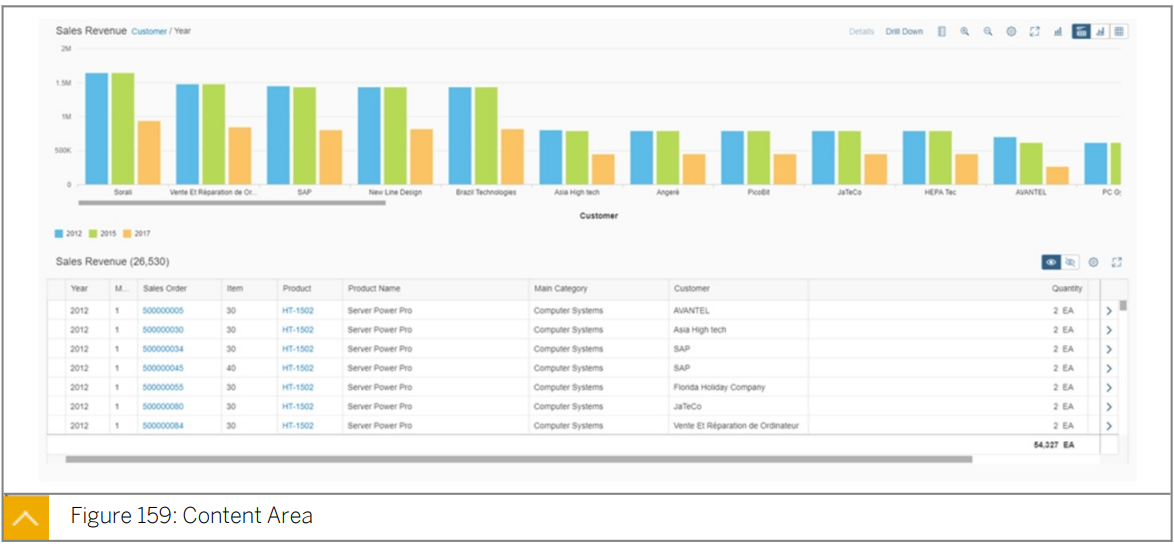 Sales Revenue Customer / Year Details Drill Down
2M
1.5M
1M
500K
0
Sorali Vente Et Réparation de Or... SAP New Line Design Brazil Technologies Asia High tech Angeré PicoBit JaTeCo HEPA Tec AVANTEL PC Gy
Customer
2012 2015 2017
Sales Revenue (26,530)
Year M... Sales Order Item Product Product Name Main Category Customer Quantity
2012 1 500000005 30 HT-1502 Server Power Pro Computer Systems AVANTEL 2 EA
2012 1 500000030 30 HT-1502 Server Power Pro Computer Systems Asia High tech 2 EA
2012 1 500000034 30 HT-1502 Server Power Pro Computer Systems SAP 2 EA
2012 1 500000045 40 HT-1502 Server Power Pro Computer Systems SAP 2 EA
2012 1 500000055 30 HT-1502 Server Power Pro Computer Systems Florida Holiday Company 2 EA
2012 1 500000060 30 HT-1502 Server Power Pro Computer Systems JaTeCo 2 EA
2012 1 500000084 30 HT-1502 Server Power Pro Computer Systems Vente Et Réparation de Ordinateur 2 EA
54,327 EA
Figure 159: Content Area